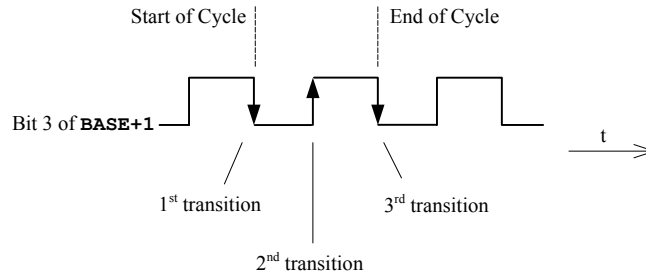 Start of Cycle
End of Cycle
Bit 3 of BASE+1
t
1st transition
3rd transition
2nd transition